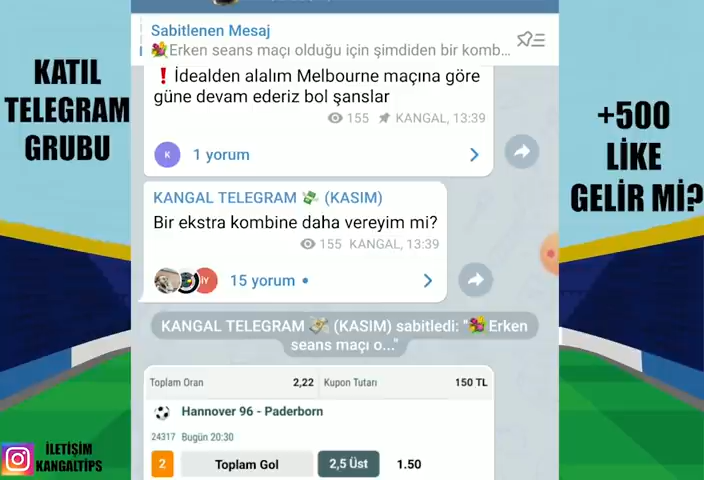 Sabitlenen Mesaj
💐Erken seans maçı olduğu için şimdiden bir komb...
❗ İdealden alalım Melbourne maçına göre
güne devam ederiz bol şanslar
155 KANGAL, 13:39
K
1 yorum
KANGAL TELEGRAM 💸 (KASIM)
Bir ekstra kombine daha vereyim mi?
155 KANGAL, 13:39
İY
15 yorum
KANGAL TELEGRAM 💸 (KASIM) sabitledi: "💐 Erken
seans maçı o..."
Toplam Oran 2,22 Kupon Tutarı 150 TL
Hannover 96 - Paderborn
24317 Bugün 20:30
2 Toplam Gol 2,5 Üst 1.50
KATIL
TELEGRAM
GRUBU
+500
LİKE
GELİR Mİ?
İLETİŞİM
KANGALTİPS